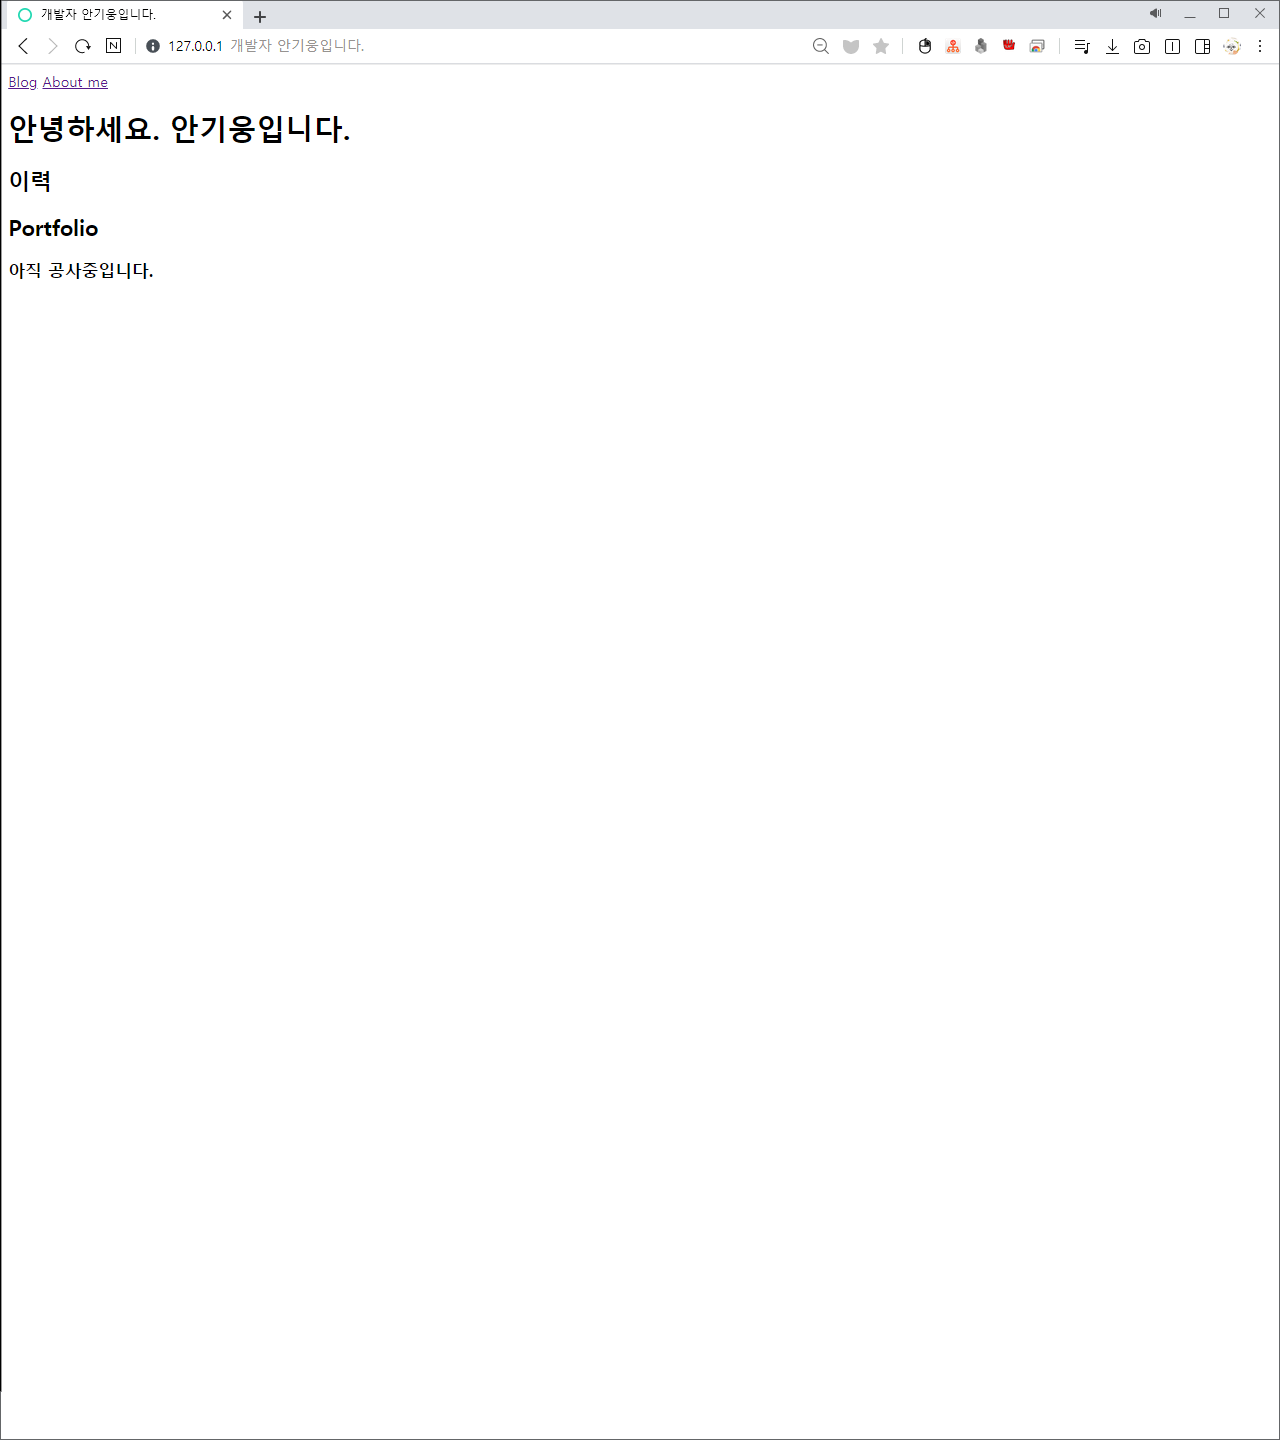 개발자 안기웅입니다.
127.0.0.1 개발자 안기웅입니다.
Blog About me
안녕하세요. 안기웅입니다.
이력
Portfolio
아직 공사중입니다.